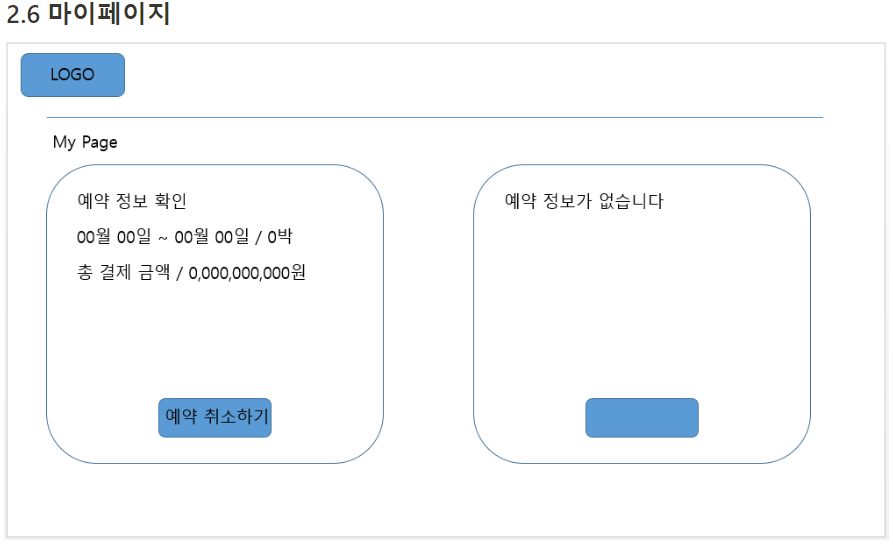 2.6 마이페이지
LOGO
My Page
예약 정보 확인
00월 00일 ~ 00월 00일 / 0박
총 결제 금액 / 0,000,000,000원
예약 취소하기
예약 정보가 없습니다